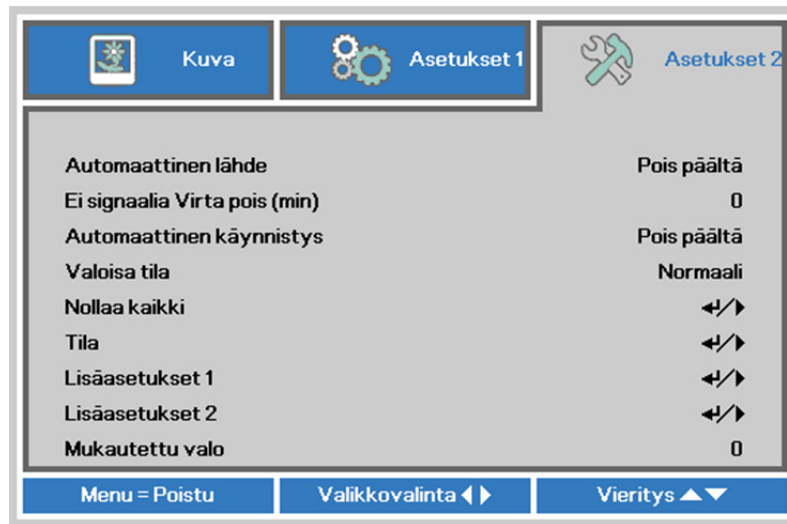 Kuva
Asetukset 1
Asetukset 2
Automaattinen lähde Pois päältä
Ei signaalia Virta pois (min) 0
Automaattinen käynnistys Pois päältä
Valoisa tila Normaali
Nollaa kaikki ↵/▶
Tila ↵/▶
Lisäasetukset 1 ↵/▶
Lisäasetukset 2 ↵/▶
Mukautettu valo 0
Menu = Poistu
Valikkovalinta ◀▶
Vieritys ▲▼